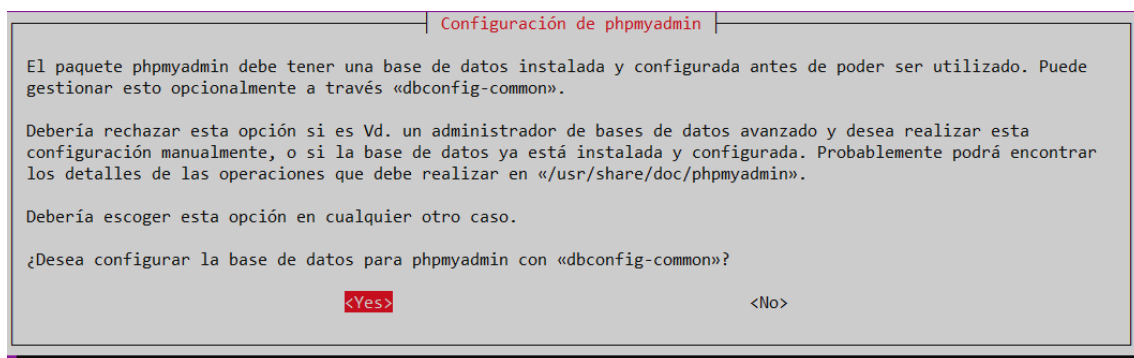 Configuración de phpmyadmin
El paquete phpmyadmin debe tener una base de datos instalada y configurada antes de poder ser utilizado. Puede
gestionar esto opcionalmente a través «dbconfig-common».
Debería rechazar esta opción si es Vd. un administrador de bases de datos avanzado y desea realizar esta
configuración manualmente, o si la base de datos ya está instalada y configurada. Probablemente podrá encontrar
los detalles de las operaciones que debe realizar en «/usr/share/doc/phpmyadmin».
Debería escoger esta opción en cualquier otro caso.
¿Desea configurar la base de datos para phpmyadmin con «dbconfig-common»?
<Yes> <No>